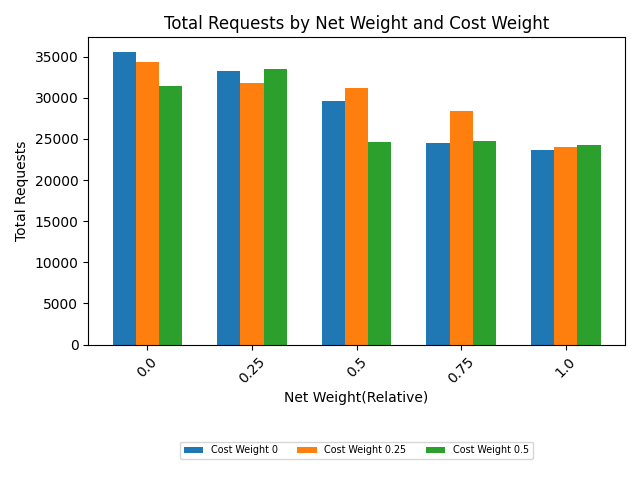 Total Requests by Net Weight and Cost Weight
Total Requests
35000
30000
25000
20000
15000
10000
5000
0
0.0
0.25
0.5
0.75
1.0
Net Weight(Relative)
Cost Weight 0
Cost Weight 0.25
Cost Weight 0.5